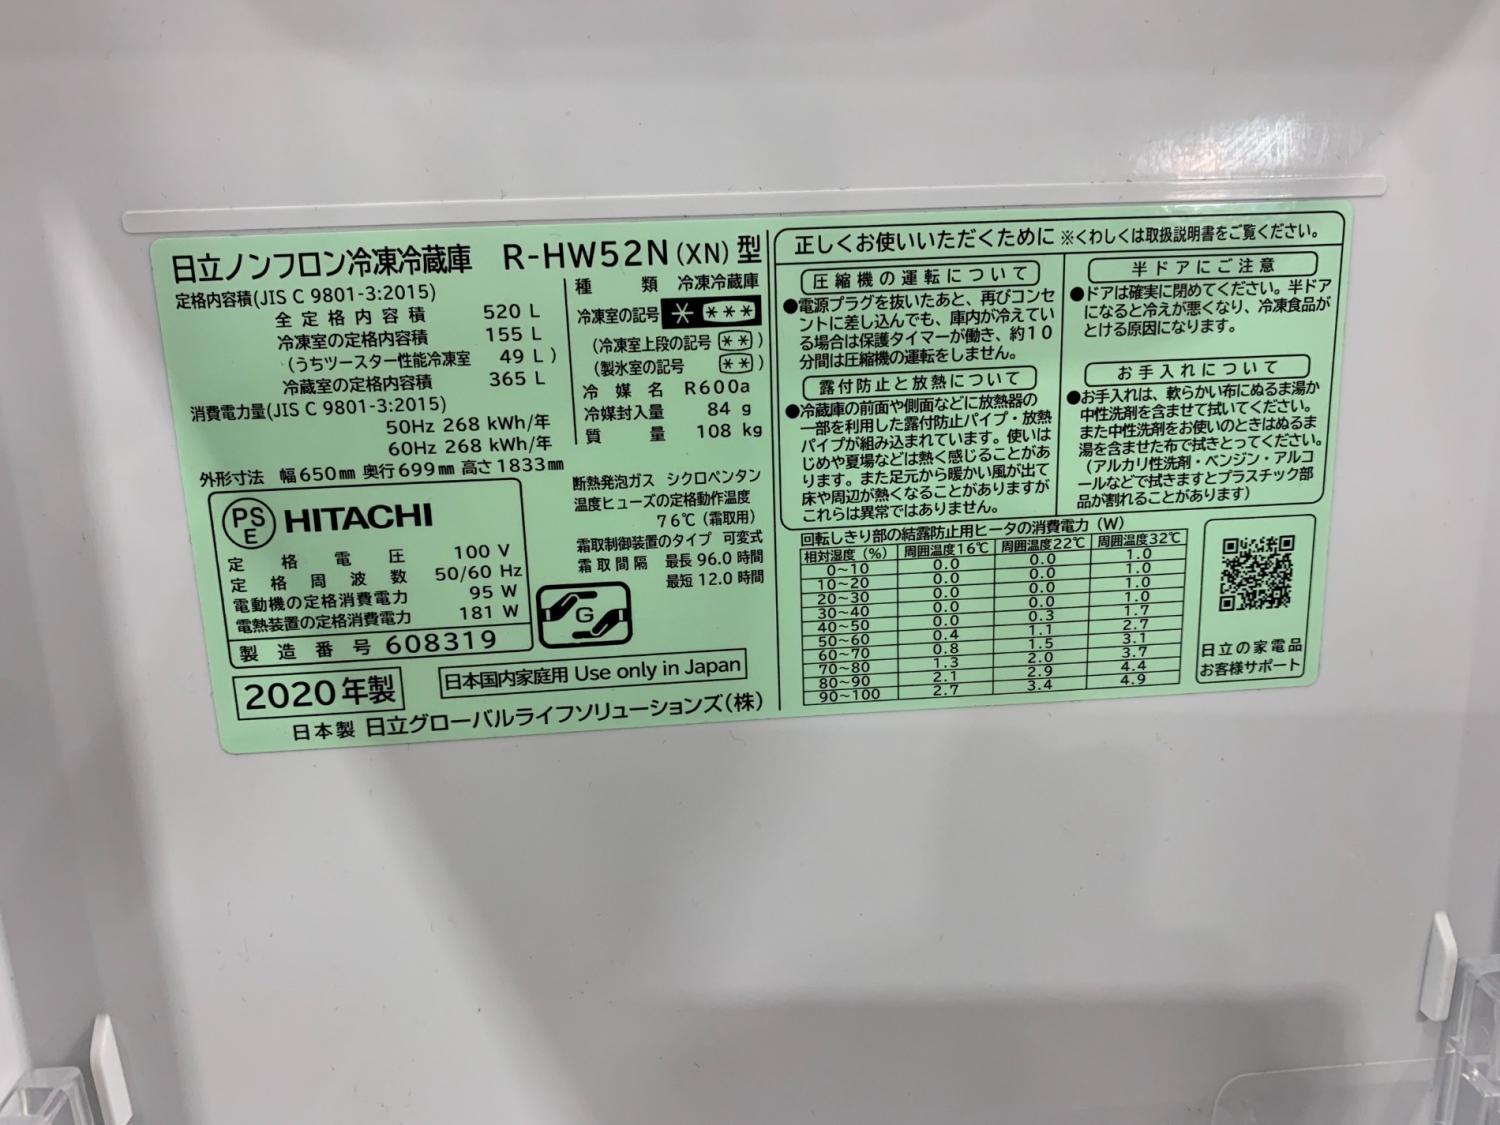 日立ノンフロン冷凍冷蔵庫 R-HW52N(XN)型
定格内容積(JIS C 9801-3:2015)
全定格内容積 520 L
冷凍室の定格内容積 155 L
(うちツースター性能冷凍室 49 L)
冷蔵室の定格内容積 365 L
消費電力量(JIS C 9801-3:2015)
50Hz 268 kWh/年
60Hz 268 kWh/年
外形寸法 幅650mm 奥行699mm 高さ1833mm
種類 冷凍冷蔵庫
冷凍室の記号 * ***
(冷凍室上段の記号 **)
(製氷室の記号 **)
冷媒名 R600a
冷媒封入量 84 g
質量 108 kg
断熱発泡ガス シクロペンタン
温度ヒューズの定格動作温度
76℃(霜取用)
霜取制御装置のタイプ 可変式
霜取間隔 最長 96.0 時間
最短 12.0 時間
PS
E
HITACHI
定格電圧 100 V
定格周波数 50/60 Hz
電動機の定格消費電力 95 W
電熱装置の定格消費電力 181 W
製造番号 608319
G
2020年製
日本国内家庭用 Use only in Japan
日本製 日立グローバルライフソリューションズ(株)
正しくお使いいただくために ※くわしくは取扱説明書をご覧ください。
圧縮機の運転について
●電源プラグを抜いたあと、再びコンセ
ントに差し込んでも、庫内が冷えてい
る場合は保護タイマーが働き、約10
分間は圧縮機の運転をしません。
露付防止と放熱について
●冷蔵庫の前面や側面などに放熱器の
一部を利用した露付防止パイプ・放熱
パイプが組み込まれています。使いは
じめや夏場などは熱く感じることがあ
ります。また足元から暖かい風が出て
床や周辺が熱くなることがありますが
これらは異常ではありません。
半ドアにご注意
●ドアは確実に閉めてください。半ドア
になると冷えが悪くなり、冷凍食品が
とける原因になります。
お手入れについて
●お手入れは、軟らかい布にぬるま湯か
中性洗剤を含ませて拭いてください。
また中性洗剤をお使いのときはぬるま
湯を含ませた布で拭きとってください。
(アルカリ性洗剤・ベンジン・アルコ
ールなどで拭きますとプラスチック部
品が割れることがあります)
回転しきり部の結露防止用ヒータの消費電力(W)
相対湿度(%) 周囲温度16℃ 周囲温度22℃ 周囲温度32℃
0~10 0.0 0.0 1.0
10~20 0.0 0.0 1.0
20~30 0.0 0.0 1.0
30~40 0.0 0.0 1.0
40~50 0.0 0.3 1.7
50~60 0.4 1.1 2.7
60~70 0.8 1.5 3.1
70~80 1.3 2.0 3.7
80~90 2.1 2.9 4.4
90~100 2.7 3.4 4.9
日立の家電品
お客様サポート